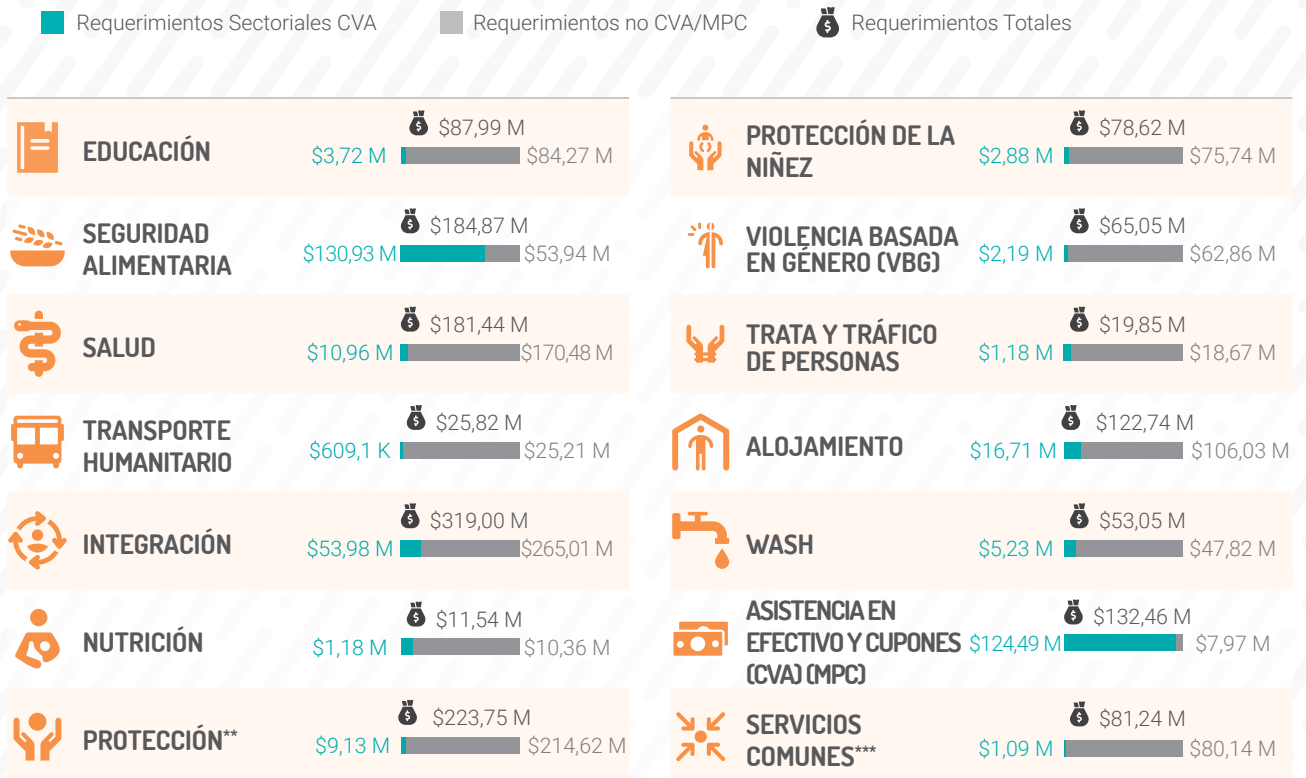 Requerimientos Sectoriales CVA
Requerimientos no CVA/MPC
Requerimientos Totales
EDUCACIÓN
$87,99 M
$3,72 M
$84,27 M
SEGURIDAD
ALIMENTARIA
$184,87 M
$130,93 M
$53,94 M
SALUD
$181,44 M
$10,96 M
$170,48 M
TRANSPORTE
HUMANITARIO
$25,82 M
$609,1 K
$25,21 M
INTEGRACIÓN
$319,00 M
$53,98 M
$265,01 M
NUTRICIÓN
$11,54 M
$1,18 M
$10,36 M
PROTECCIÓN**
$223,75 M
$9,13 M
$214,62 M
PROTECCIÓN DE LA
NIÑEZ
$78,62 M
$2,88 M
$75,74 M
VIOLENCIA BASADA
EN GÉNERO (VBG)
$65,05 M
$2,19 M
$62,86 M
TRATA Y TRÁFICO
DE PERSONAS
$19,85 M
$1,18 M
$18,67 M
ALOJAMIENTO
$122,74 M
$16,71 M
$106,03 M
WASH
$53,05 M
$5,23 M
$47,82 M
ASISTENCIA EN
EFECTIVO Y CUPONES
(CVA) (MPC)
$132,46 M
$124,49 M
$7,97 M
SERVICIOS
COMUNES***
$81,24 M
$1,09 M
$80,14 M